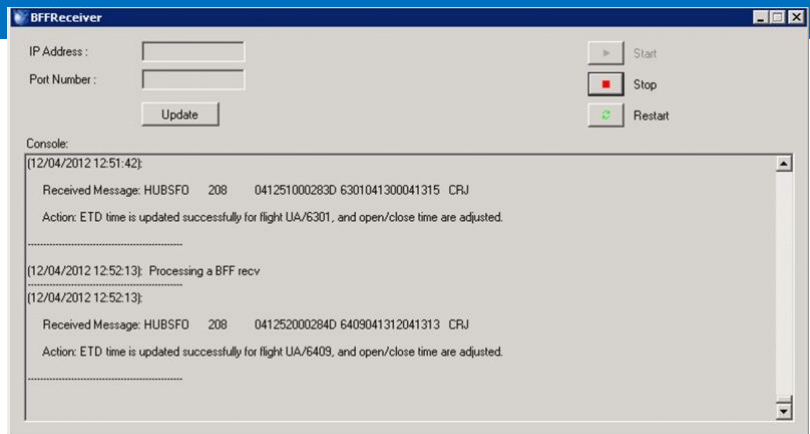 BFFReceiver
IP Address :
Start
Port Number :
Stop
Update
Restart
Console:
(12/04/2012 12:51:42):
Received Message: HUBSFO 208 041251000283D 6301041300041315 CRJ
Action: ETD time is updated successfully for flight UA/6301, and open/close time are adjusted.
----------------------------------------------------
(12/04/2012 12:52:13): Processing a BFF recv
----------------------------------------------------
(12/04/2012 12:52:13):
Received Message: HUBSFO 208 041252000284D 6409041312041313 CRJ
Action: ETD time is updated successfully for flight UA/6409, and open/close time are adjusted.
----------------------------------------------------